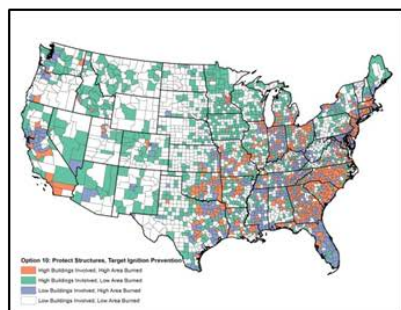 Option 10: Protect Structures, Target Ignition Prevention
High Buildings Involved, High Area Burned
High Buildings Involved, Low Area Burned
Low Buildings Involved, High Area Burned
Low Buildings Involved, Low Area Burned